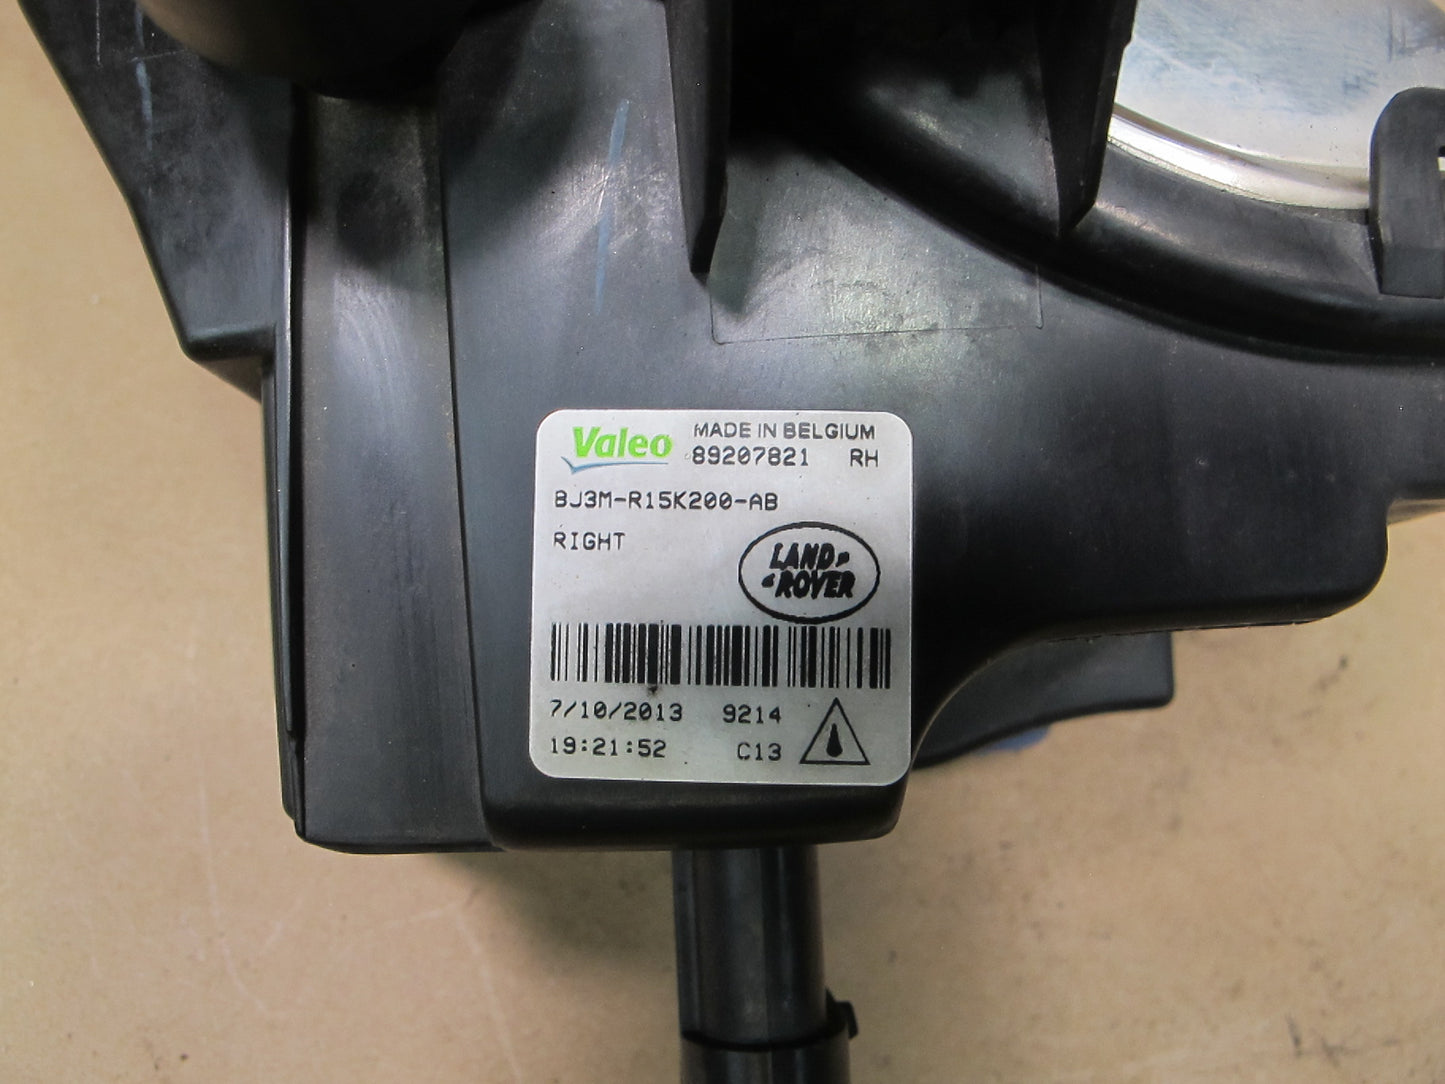 Valeo MADE IN BELGIUM
89207821 RH
BJ3M-R15K200-AB
RIGHT
LAND-
-ROVER
7/10/2013 9214
19:21:52 C13